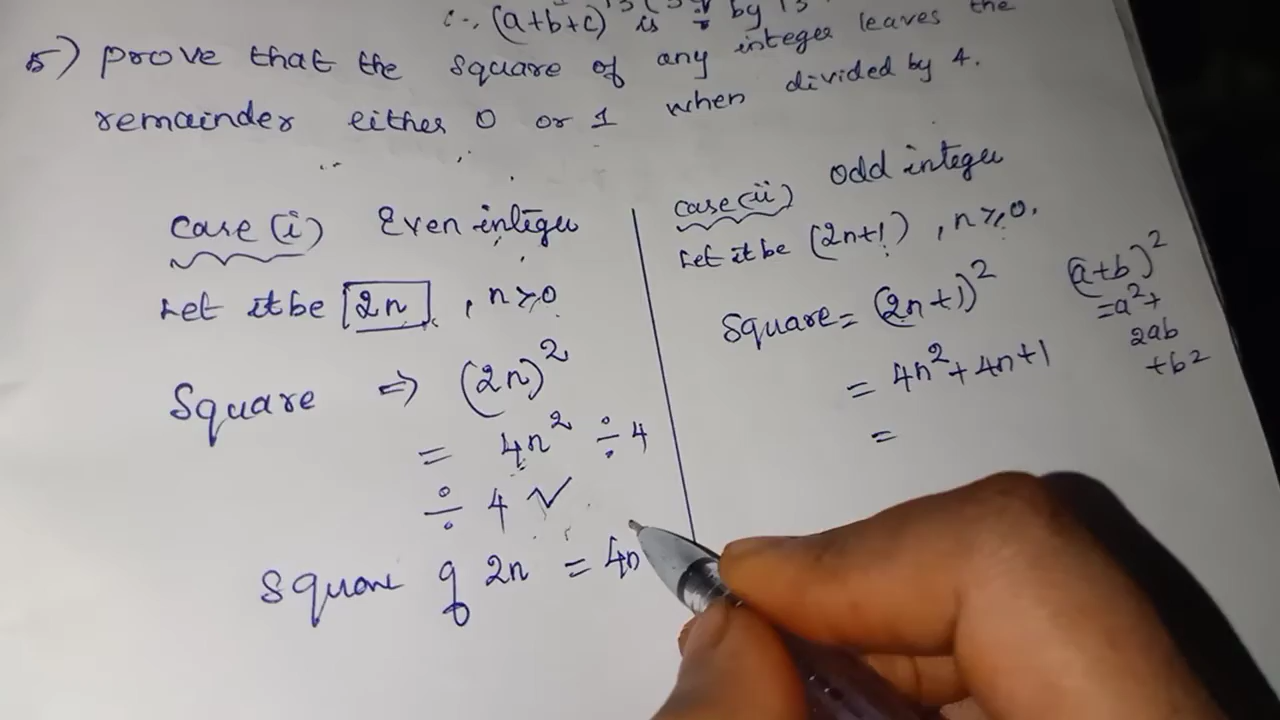 ∴, (a+b+c) is ÷ by 13
5) prove that the square of any integer leaves the
remainder either 0 or 1 when divided by 4.
case (i) Even integer
Let it be 2n, n ≥ 0
Square ⇒ (2n)²
= 4n² ÷ 4
÷ 4 ✓
Square of 2n = 4n
case (ii) Odd integer
Let it be (2n+1), n ≥ 0.
Square = (2n+1)²
= 4n² + 4n + 1
=
(a+b)²
= a² +
2ab
+ b²